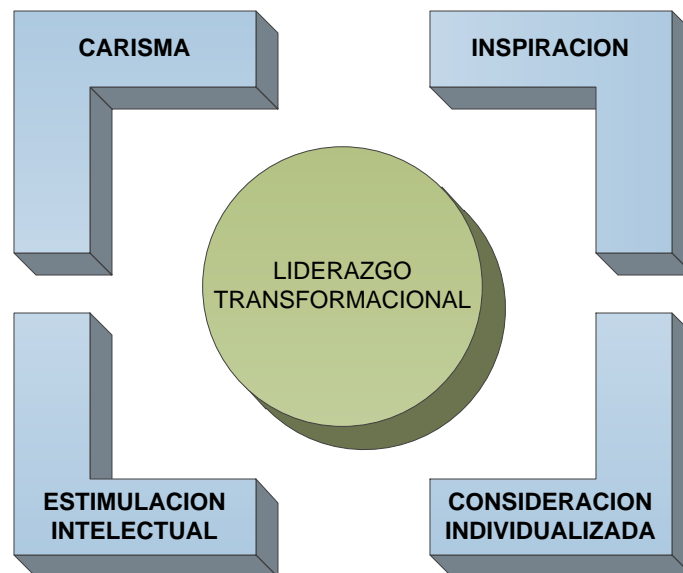 CARISMA
INSPIRACION
LIDERAZGO
TRANSFORMACIONAL
ESTIMULACION
INTELECTUAL
CONSIDERACION
INDIVIDUALIZADA